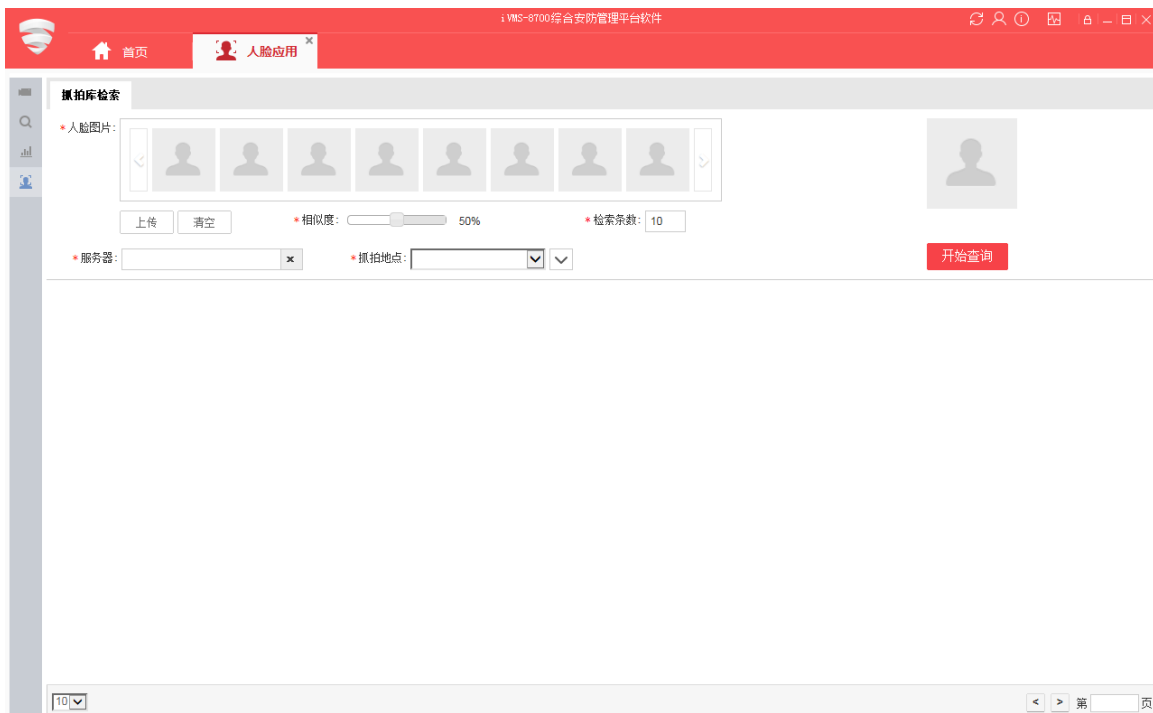 iVMS-8700综合安防管理平台软件
首页 人脸应用
抓拍库检索
*人脸图片:
上传 清空 *相似度: 50% *检索条数: 10
*服务器: *抓拍地点: 开始查询
10 < > 第 页